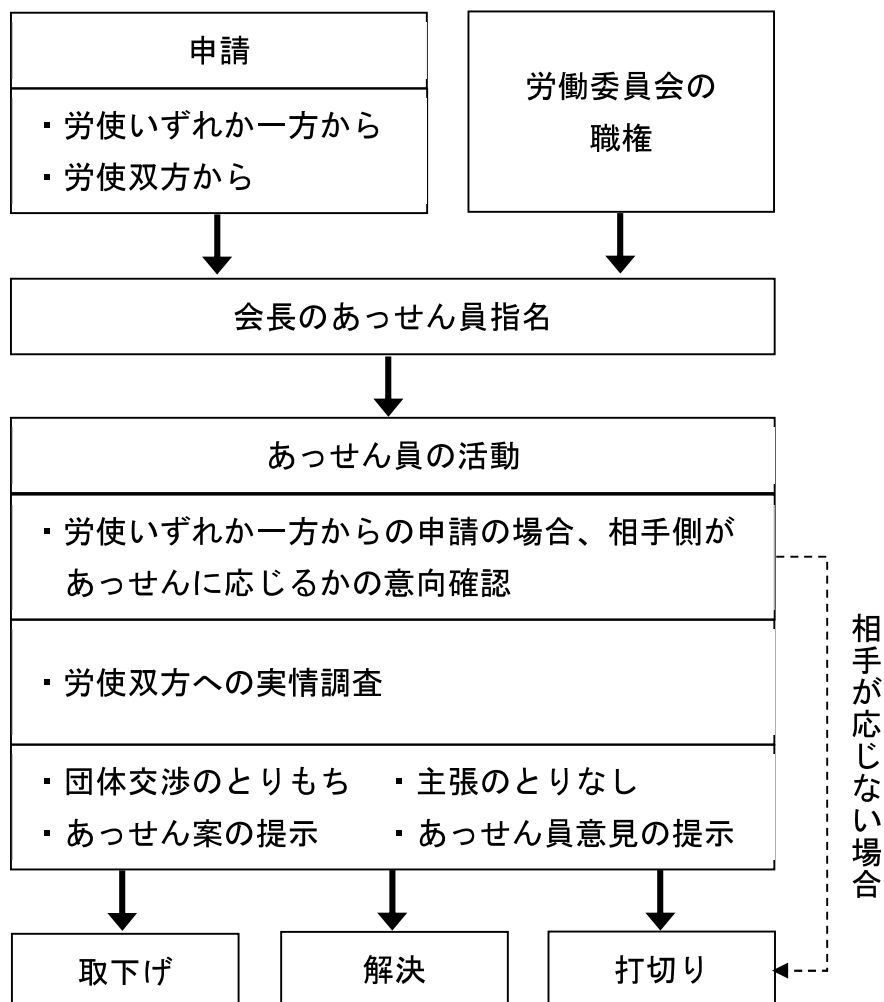 申請
・労使いずれか一方から
・労使双方から
労働委員会の
職権
会長のあっせん員指名
あっせん員の活動
・労使いずれか一方からの申請の場合、相手側が
あっせんに応じるかの意向確認
・労使双方への実情調査
・団体交渉のとりもち ・主張のとりなし
・あっせん案の提示 ・あっせん員意見の提示
相手が応じない場合
取下げ
解決
打切り